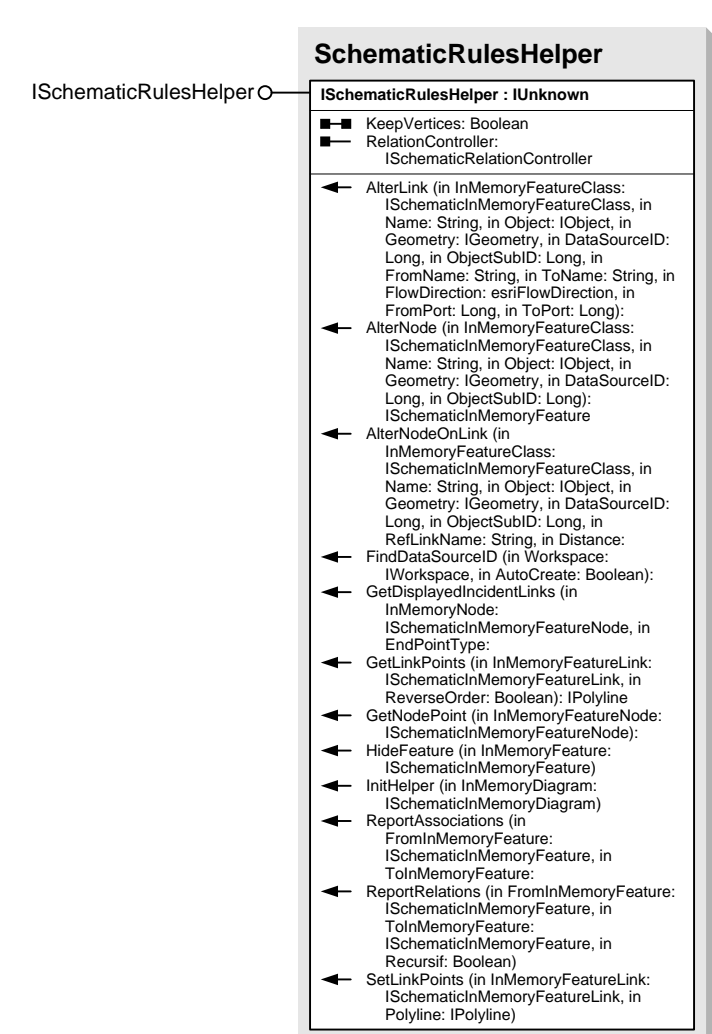 SchematicRulesHelper
ISchematicRulesHelper
ISchematicRulesHelper : IUnknown
KeepVertices: Boolean
RelationController:
ISchematicRelationController
AlterLink (in InMemoryFeatureClass:
ISchematicInMemoryFeatureClass, in
Name: String, in Object: IObject, in
Geometry: IGeometry, in DataSourceID:
Long, in ObjectSubID: Long, in
FromName: String, in ToName: String, in
FlowDirection: esriFlowDirection, in
FromPort: Long, in ToPort: Long):
AlterNode (in InMemoryFeatureClass:
ISchematicInMemoryFeatureClass, in
Name: String, in Object: IObject, in
Geometry: IGeometry, in DataSourceID:
Long, in ObjectSubID: Long):
ISchematicInMemoryFeature
AlterNodeOnLink (in
InMemoryFeatureClass:
ISchematicInMemoryFeatureClass, in
Name: String, in Object: IObject, in
Geometry: IGeometry, in DataSourceID:
Long, in ObjectSubID: Long, in
RefLinkName: String, in Distance:
FindDataSourceID (in Workspace:
IWorkspace, in AutoCreate: Boolean):
GetDisplayedIncidentLinks (in
InMemoryNode:
ISchematicInMemoryFeatureNode, in
EndPointType:
GetLinkPoints (in InMemoryFeatureLink:
ISchematicInMemoryFeatureLink, in
ReverseOrder: Boolean): IPolyline
GetNodePoint (in InMemoryFeatureNode:
ISchematicInMemoryFeatureNode):
HideFeature (in InMemoryFeature:
ISchematicInMemoryFeature)
InitHelper (in InMemoryDiagram:
ISchematicInMemoryDiagram)
ReportAssociations (in
FromInMemoryFeature:
ISchematicInMemoryFeature, in
ToInMemoryFeature:
ReportRelations (in FromInMemoryFeature:
ISchematicInMemoryFeature, in
ToInMemoryFeature:
ISchematicInMemoryFeature, in
Recursif: Boolean)
SetLinkPoints (in InMemoryFeatureLink:
ISchematicInMemoryFeatureLink, in
Polyline: IPolyline)